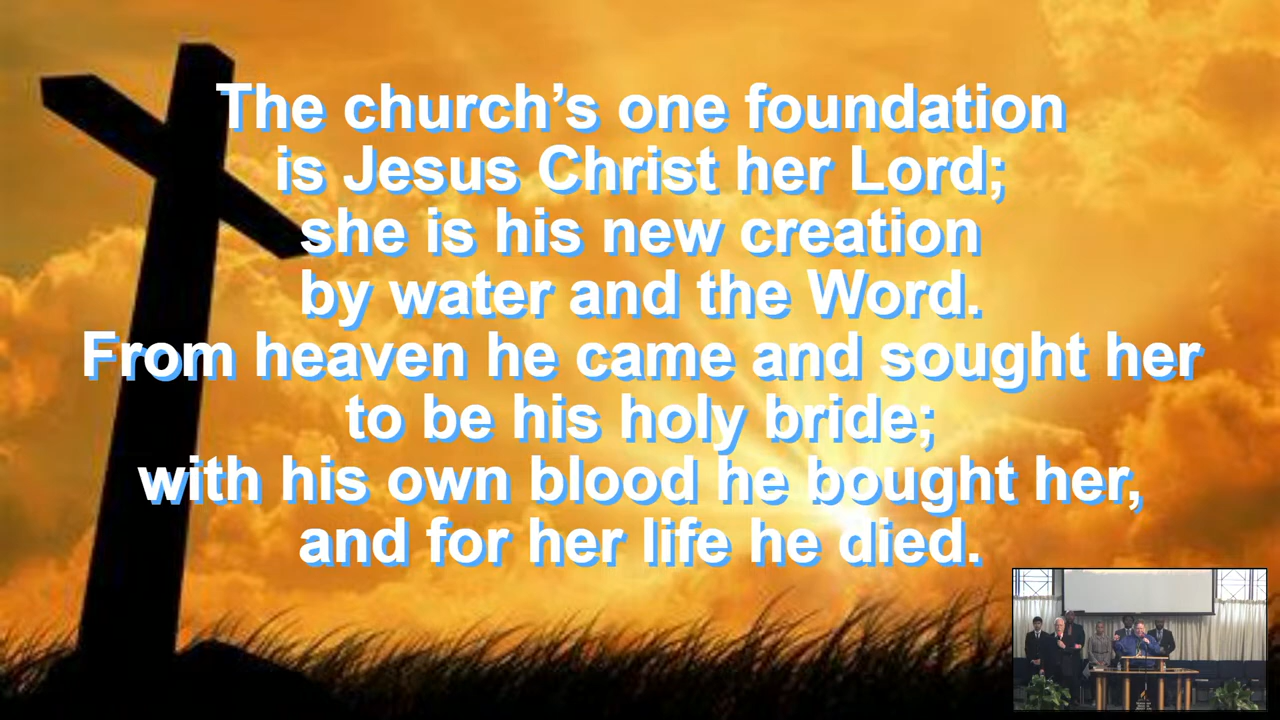 The church’s one foundation
is Jesus Christ her Lord;
she is his new creation
by water and the Word.
From heaven he came and sought her
to be his holy bride;
with his own blood he bought her,
and for her life he died.